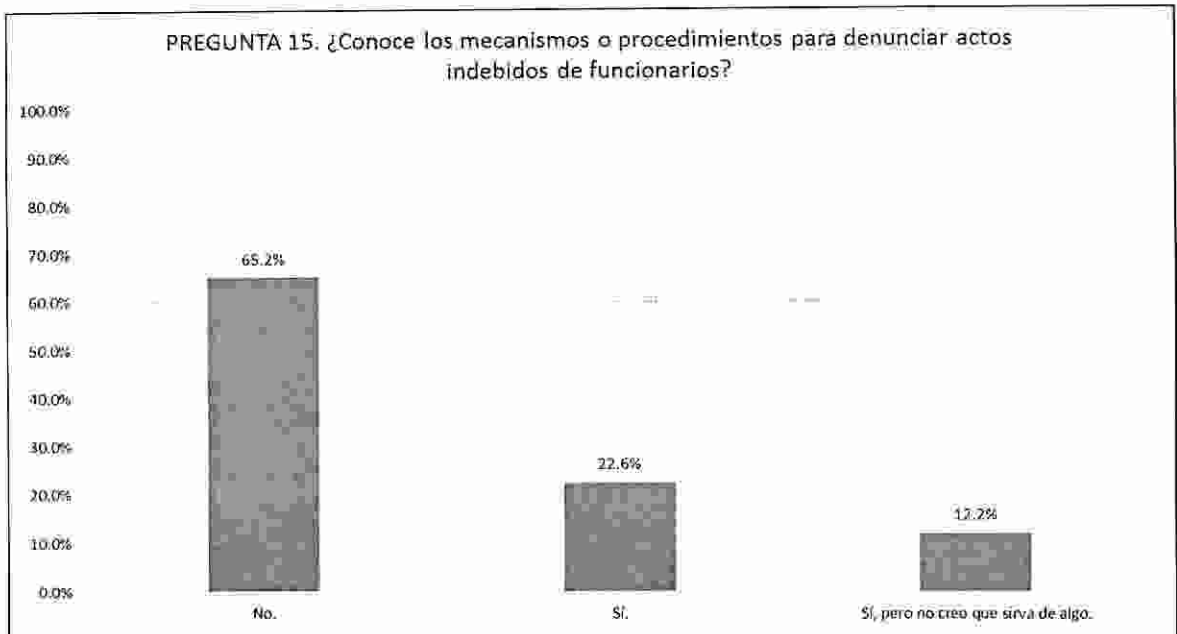 PREGUNTA 15. ¿Conoce los mecanismos o procedimientos para denunciar actos
indebidos de funcionarios?
100.0%
90.0%
80.0%
70.0%
65.2%
60.0%
50.0%
40.0%
30.0%
22.6%
20.0%
12.2%
10.0%
0.0%
No.
Sí.
Sí, pero no creo que sirva de algo.